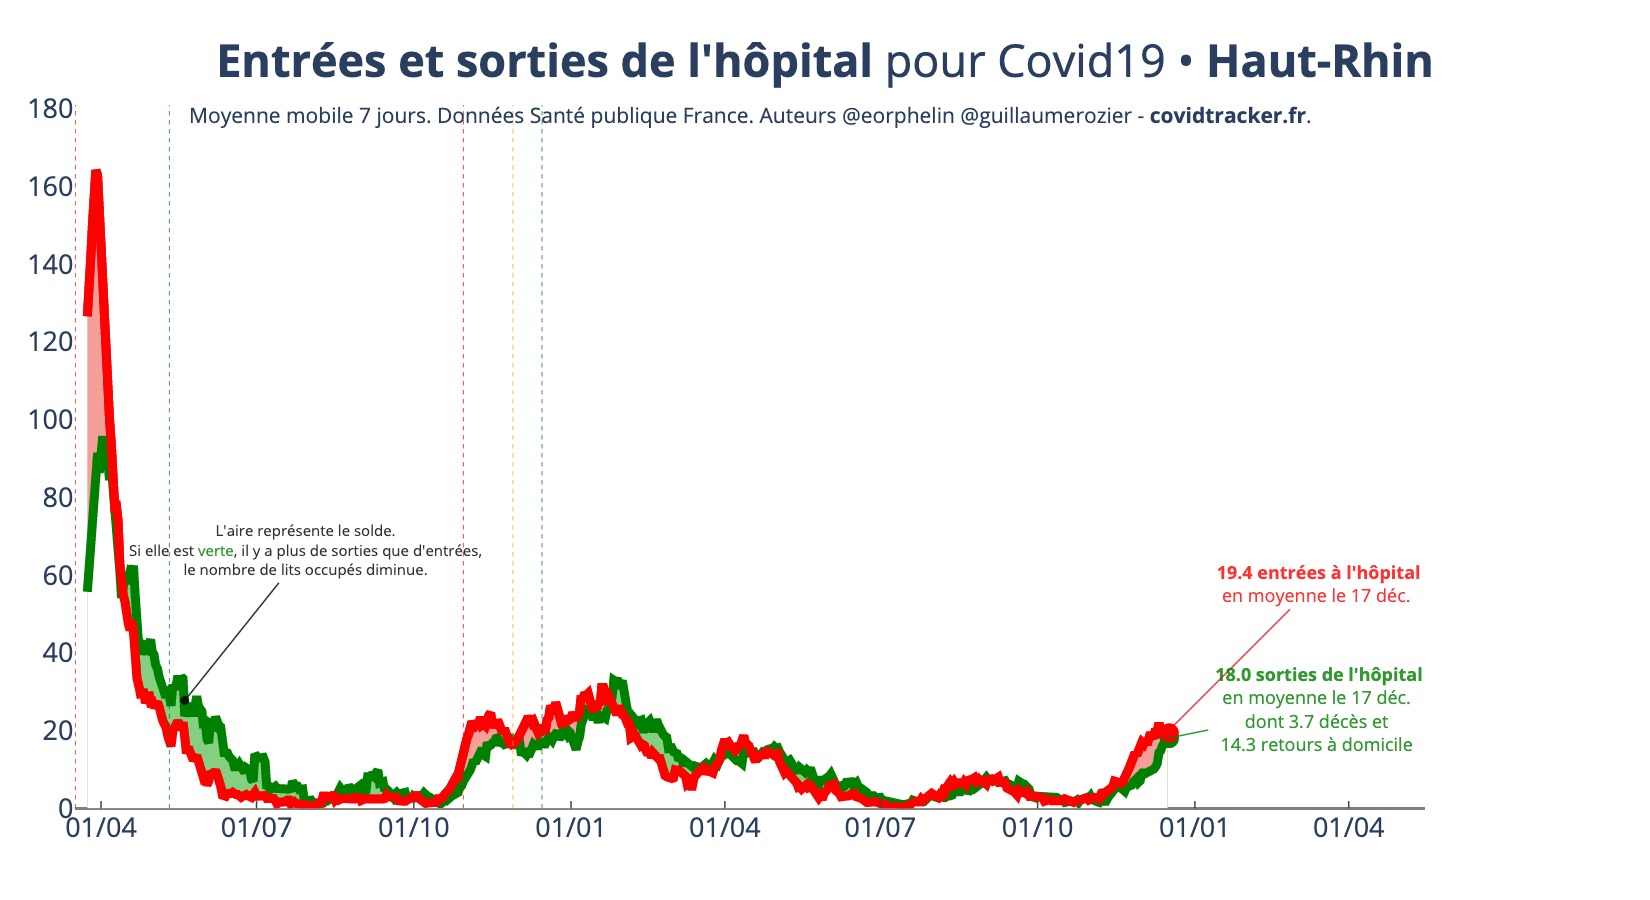 Entrées et sorties de l'hôpital pour Covid19 • Haut-Rhin
Moyenne mobile 7 jours. Données Santé publique France. Auteurs @eorphelin @guillaumerozier - covidtracker.fr.
180
160
140
120
100
80
60
40
20
0
L'aire représente le solde.
Si elle est verte, il y a plus de sorties que d'entrées,
le nombre de lits occupés diminue.
19.4 entrées à l'hôpital
en moyenne le 17 déc.
18.0 sorties de l'hôpital
en moyenne le 17 déc.
dont 3.7 décès et
14.3 retours à domicile
01/04 01/07 01/10 01/01 01/04 01/07 01/10 01/01 01/04